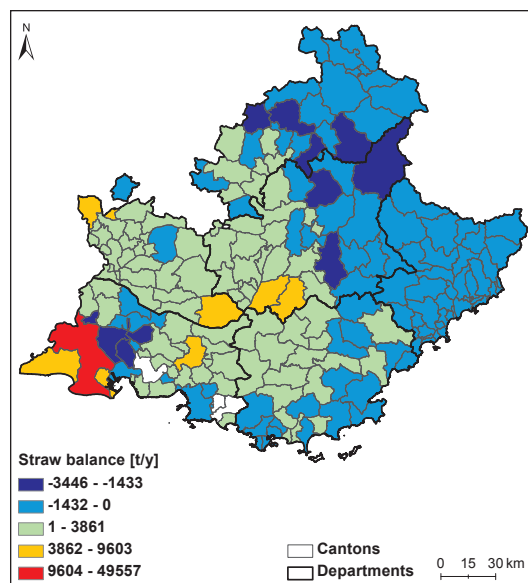 N
Straw balance [t/y]
-3446 - -1433
-1432 - 0
1 - 3861
3862 - 9603
9604 - 49557
Cantons
Departments
0 15 30 km